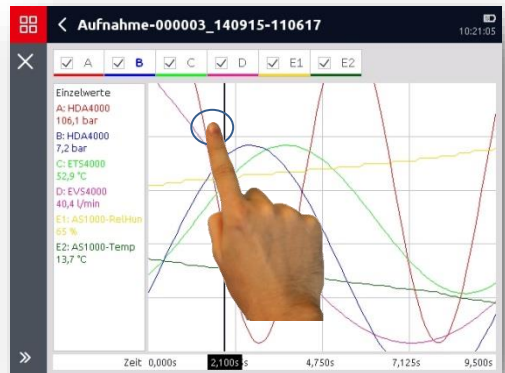 Aufnahme-000003_140915-110617
10:21:05
A B C D E1 E2
Einzelwerte
A: HDA4000
106,1 bar
B: HDA4000
7,2 bar
C: ETS4000
52,9 °C
D: EVS4000
40,4 l/min
E1: AS1000-RelHum
65 %
E2: AS1000-Temp
13,7 °C
Zeit 0,000s 2,100s 4,750s 7,125s 9,500s